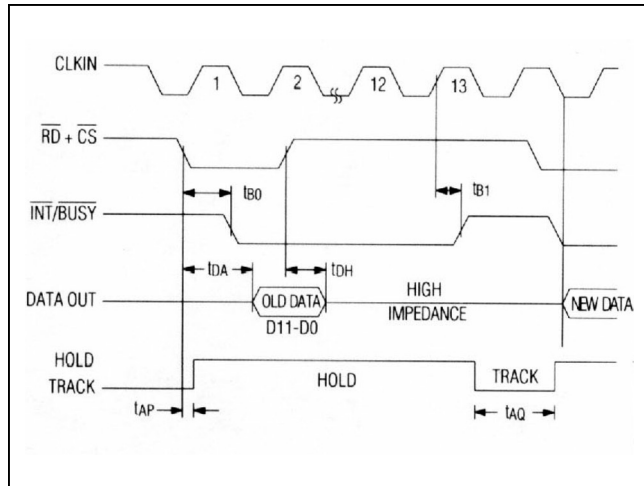 CLKIN
1 2 12 13
RD + CS
tB0 tB1
INT/BUSY
tDA tDH
DATA OUT OLD DATA HIGH IMPEDANCE NEW DATA
D11-D0
HOLD
TRACK
HOLD TRACK
tAP tAQ